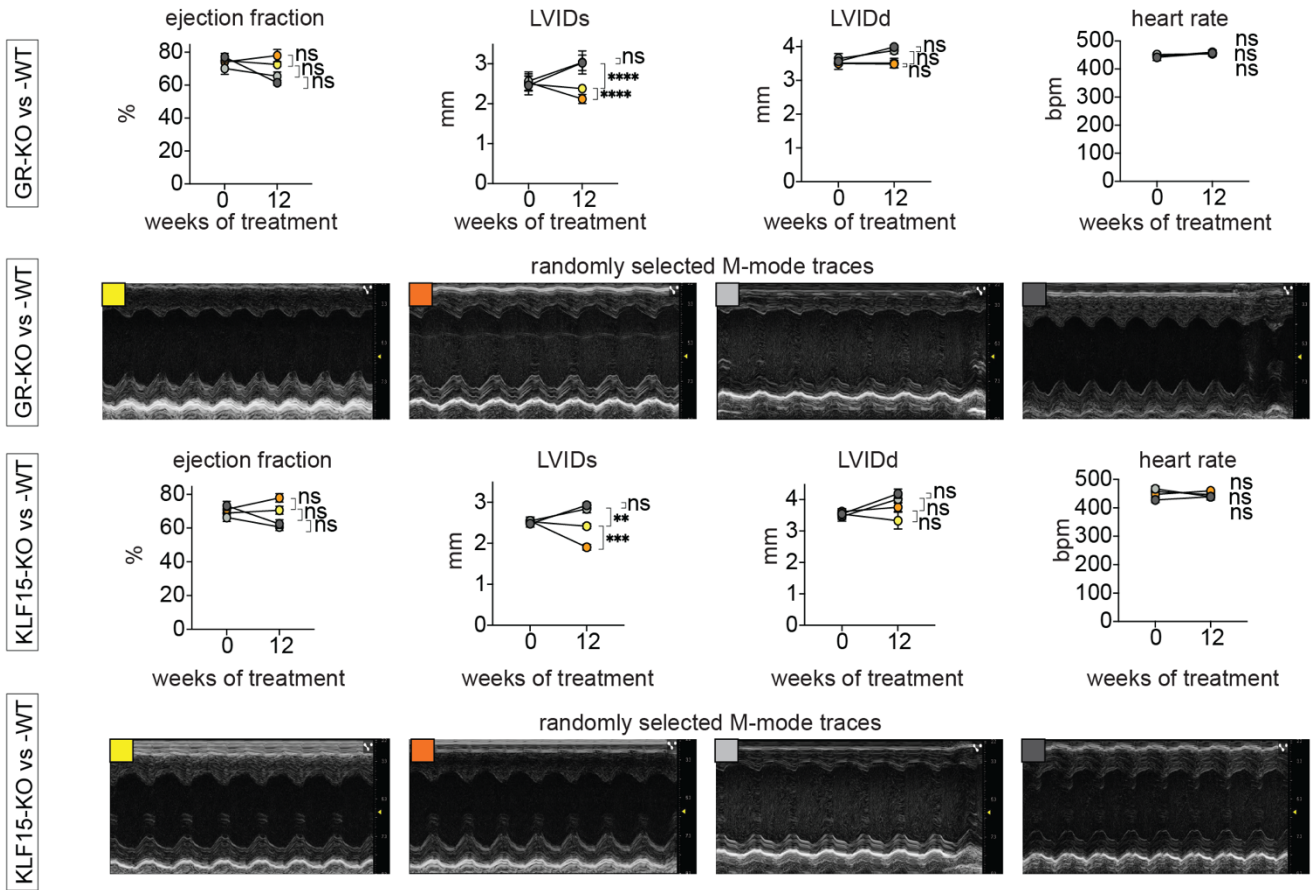 GR-KO vs -WT
ejection fraction
80
60
40
20
0
%
ns
ns
ns
0 12
weeks of treatment
LVIDs
3
2
1
0
mm
ns
****
****
0 12
weeks of treatment
LVIDd
4
3
2
1
0
mm
ns
ns
ns
0 12
weeks of treatment
heart rate
500
400
300
200
100
0
bpm
ns
ns
ns
0 12
weeks of treatment
GR-KO vs -WT
randomly selected M-mode traces
KLF15-KO vs -WT
ejection fraction
80
60
40
20
0
%
ns
ns
ns
0 12
weeks of treatment
LVIDs
3
2
1
0
mm
ns
**
***
0 12
weeks of treatment
LVIDd
4
3
2
1
0
mm
ns
ns
ns
0 12
weeks of treatment
heart rate
500
400
300
200
100
0
bpm
ns
ns
ns
0 12
weeks of treatment
KLF15-KO vs -WT
randomly selected M-mode traces